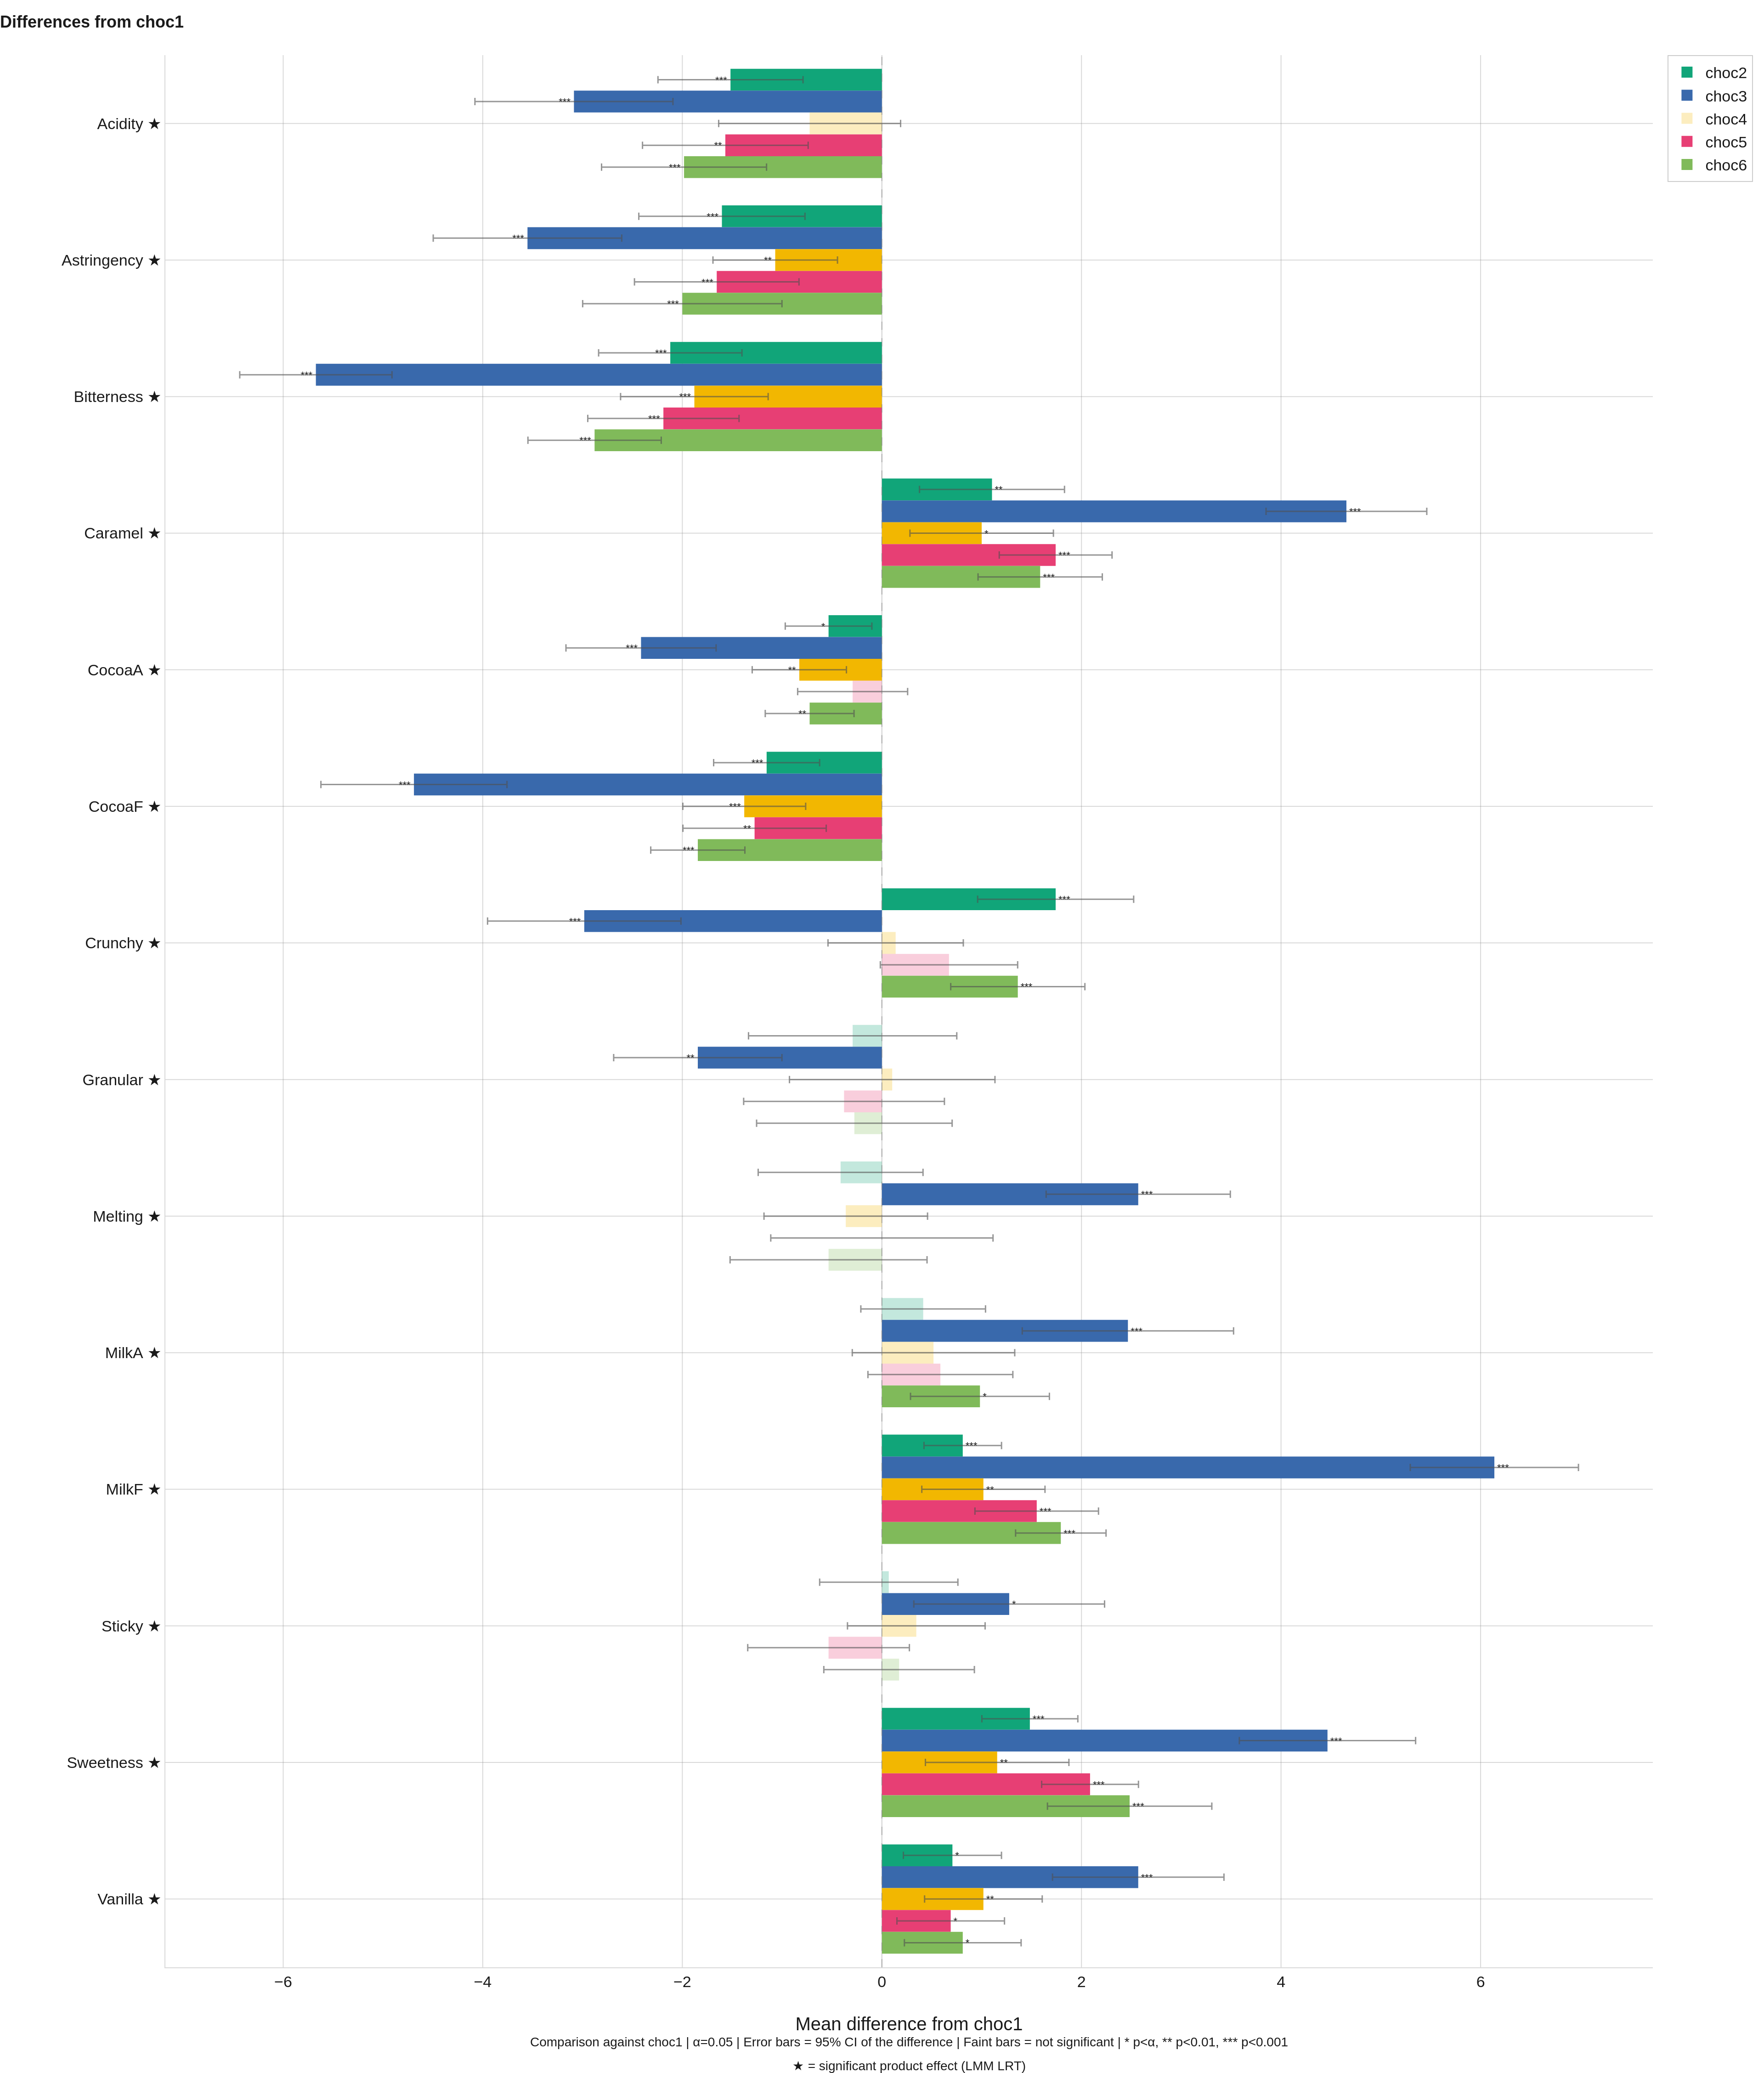 Differences from choc1
choc2
choc3
choc4
choc5
choc6
Acidity ★
***
***
**
***
Astringency ★
***
***
**
***
***
Bitterness ★
***
***
***
***
***
Caramel ★
**
***
*
***
***
CocoaA ★
*
***
**
**
CocoaF ★
***
***
***
**
***
Crunchy ★
***
***
***
Granular ★
**
Melting ★
***
MilkA ★
***
*
MilkF ★
***
***
**
***
***
Sticky ★
*
Sweetness ★
***
***
**
***
***
Vanilla ★
*
***
**
*
*
−6 −4 −2 0 2 4 6
Mean difference from choc1
Comparison against choc1 | α=0.05 | Error bars = 95% CI of the difference | Faint bars = not significant | * p<α, ** p<0.01, *** p<0.001
★ = significant product effect (LMM LRT)